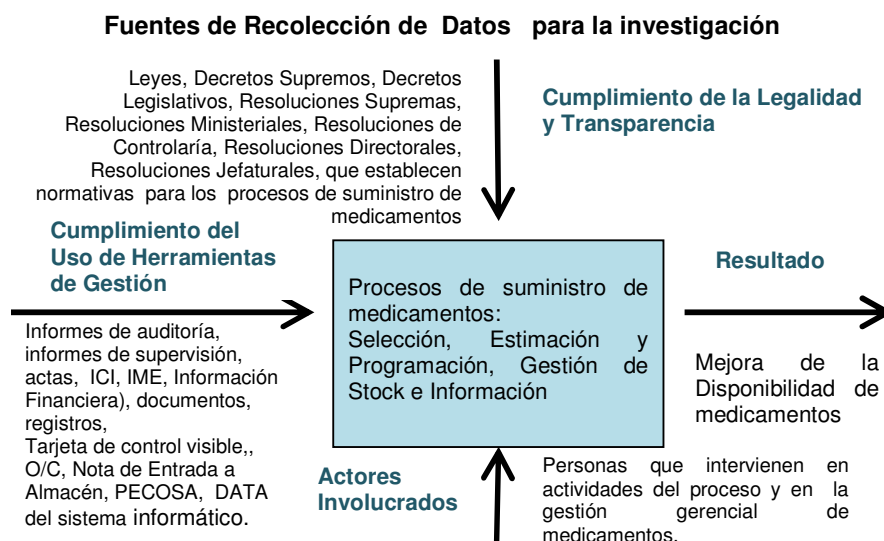 Fuentes de Recolección de Datos para la investigación
Leyes, Decretos Supremos, Decretos
Legislativos, Resoluciones Supremas,
Resoluciones Ministeriales, Resoluciones de
Controlaría, Resoluciones Directorales,
Resoluciones Jefaturales, que establecen
normativas para los procesos de suministro de
medicamentos
Cumplimiento de la Legalidad
y Transparencia
Cumplimiento del
Uso de Herramientas
de Gestión
Informes de auditoría,
informes de supervisión,
actas, ICI, IME, Información
Financiera), documentos,
registros,
Tarjeta de control visible,,
O/C, Nota de Entrada a
Almacén, PECOSA, DATA
del sistema informático.
Procesos de suministro de
medicamentos:
Selección, Estimación y
Programación, Gestión de
Stock e Información
Resultado
Mejora de la
Disponibilidad de
medicamentos
Actores
Involucrados
Personas que intervienen en
actividades del proceso y en la
gestión gerencial de
medicamentos.